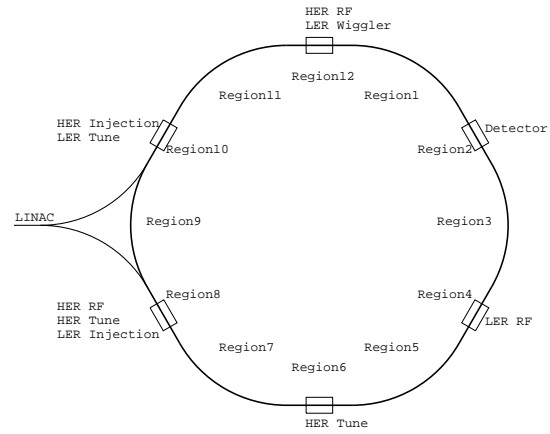 HER RF
LER Wiggler
Region12
Region11
Region1
HER Injection
LER Tune
Detector
Region10
Region2
LINAC
Region9
Region3
Region8
Region4
HER RF
HER Tune
LER Injection
LER RF
Region7
Region5
Region6
HER Tune